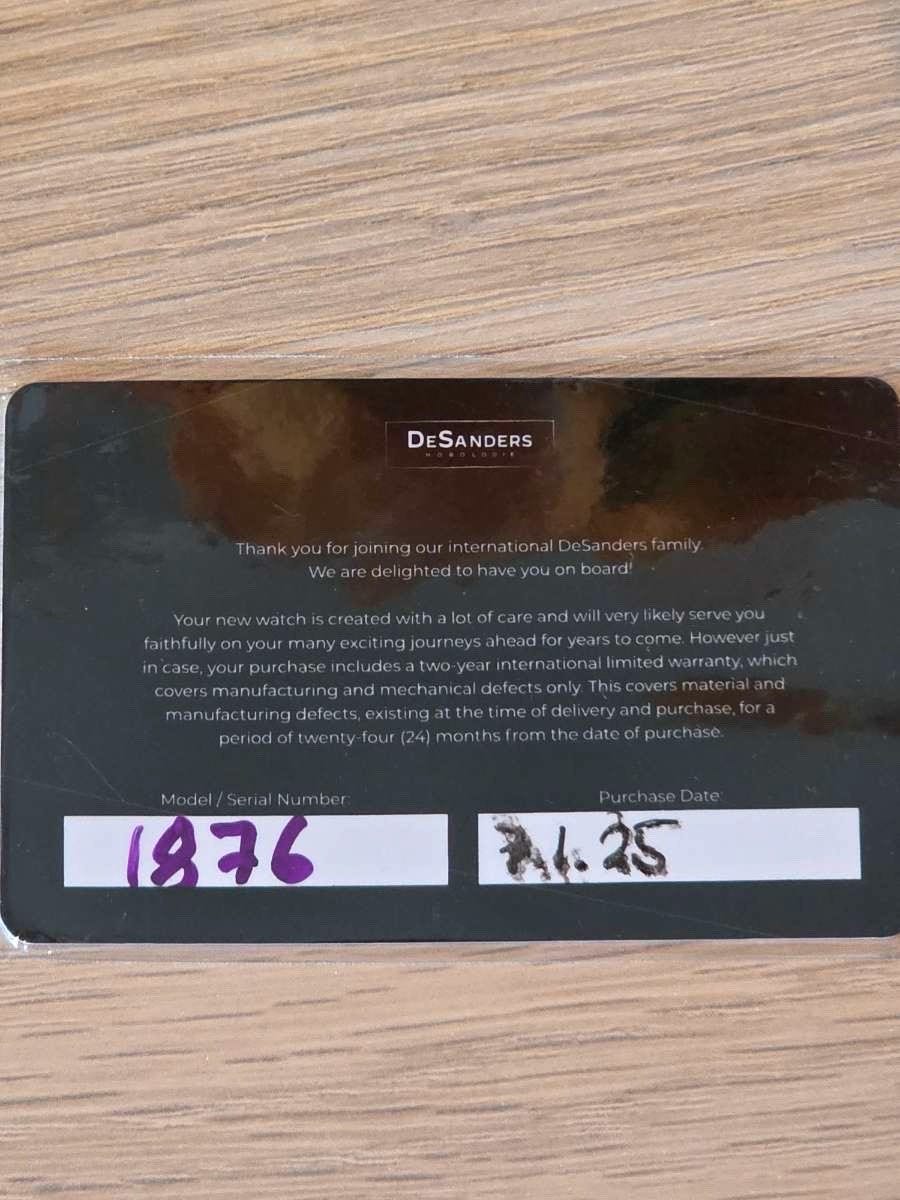 DESANDERS
HOROLOGIE
Thank you for joining our international DeSanders family.
We are delighted to have you on board!
Your new watch is created with a lot of care and will very likely serve you
faithfully on your many exciting journeys ahead for years to come. However just
in case, your purchase includes a two-year international limited warranty, which
covers manufacturing and mechanical defects only. This covers material and
manufacturing defects, existing at the time of delivery and purchase, for a
period of twenty-four (24) months from the date of purchase.
Model / Serial Number: Purchase Date:
1876